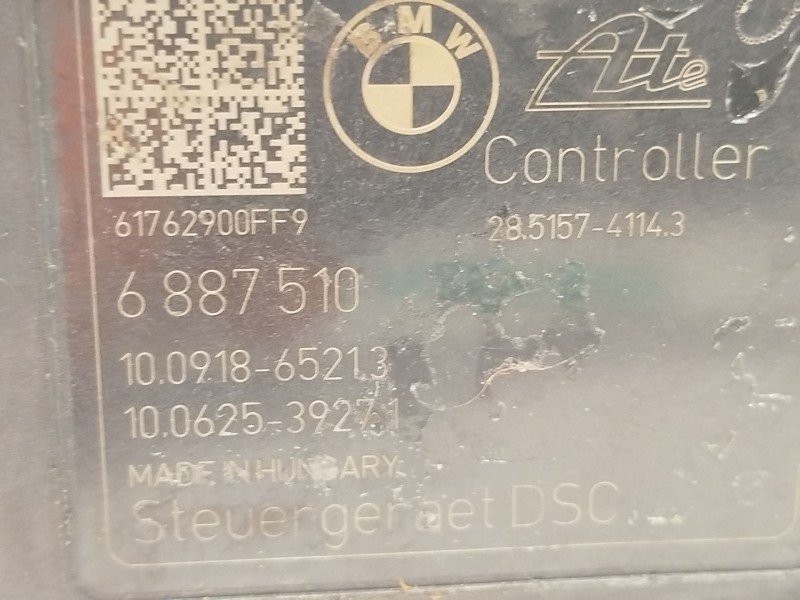 BMW
Ate
Controller
61762900FF9
28.5157-4114.3
6 887 510
10.0918-6521.3
10.0625-3927.1
MADE IN HUNGARY
Steuergeraet DSC